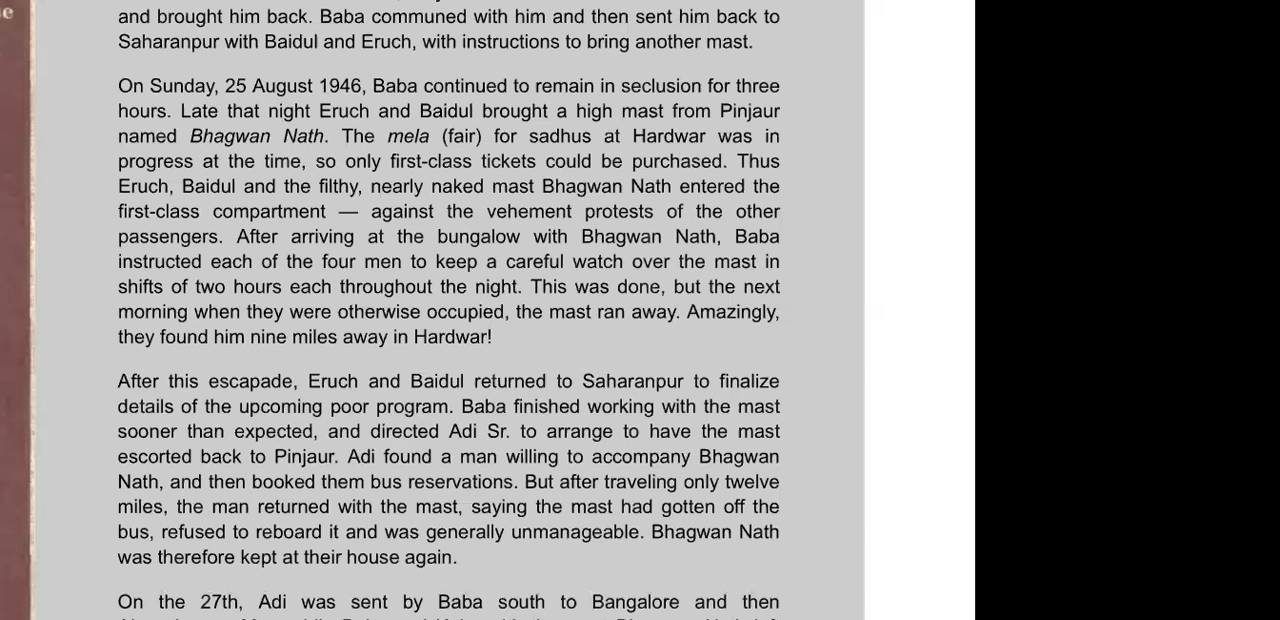 and brought him back. Baba communed with him and then sent him back to
Saharanpur with Baidul and Eruch, with instructions to bring another mast.
On Sunday, 25 August 1946, Baba continued to remain in seclusion for three
hours. Late that night Eruch and Baidul brought a high mast from Pinjaur
named Bhagwan Nath. The mela (fair) for sadhus at Hardwar was in
progress at the time, so only first-class tickets could be purchased. Thus
Eruch, Baidul and the filthy, nearly naked mast Bhagwan Nath entered the
first-class compartment — against the vehement protests of the other
passengers. After arriving at the bungalow with Bhagwan Nath, Baba
instructed each of the four men to keep a careful watch over the mast in
shifts of two hours each throughout the night. This was done, but the next
morning when they were otherwise occupied, the mast ran away. Amazingly,
they found him nine miles away in Hardwar!
After this escapade, Eruch and Baidul returned to Saharanpur to finalize
details of the upcoming poor program. Baba finished working with the mast
sooner than expected, and directed Adi Sr. to arrange to have the mast
escorted back to Pinjaur. Adi found a man willing to accompany Bhagwan
Nath, and then booked them bus reservations. But after traveling only twelve
miles, the man returned with the mast, saying the mast had gotten off the
bus, refused to reboard it and was generally unmanageable. Bhagwan Nath
was therefore kept at their house again.
On the 27th, Adi was sent by Baba south to Bangalore and then